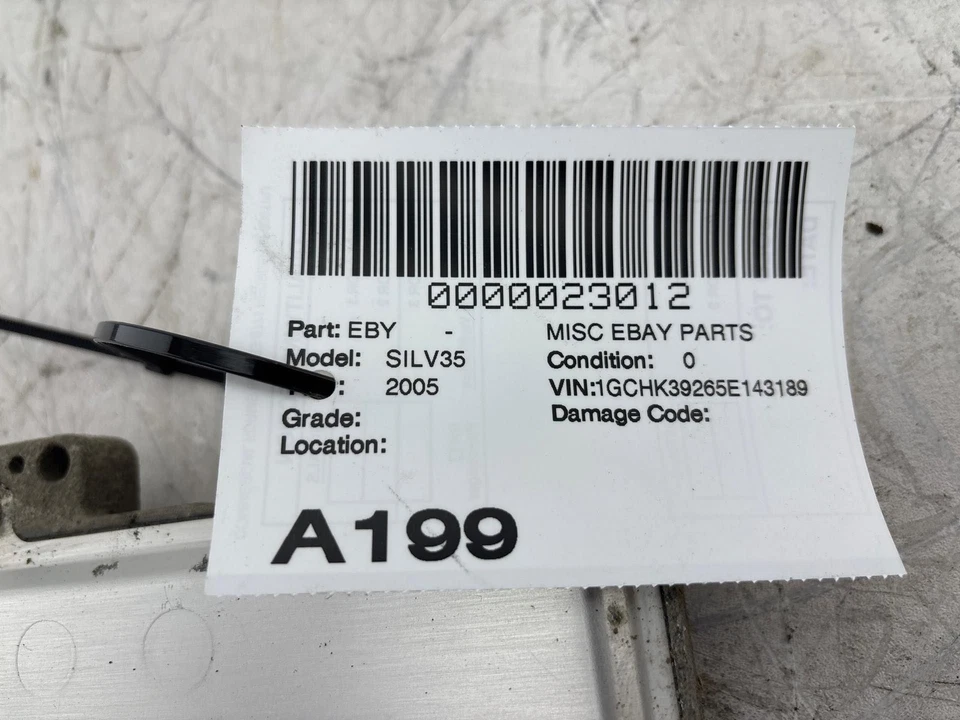 0000023012
Part: EBY - MISC EBAY PARTS
Model: SILV35 Condition: 0
: 2005 VIN:1GCHK39265E143189
Grade: Damage Code:
Location:
A199